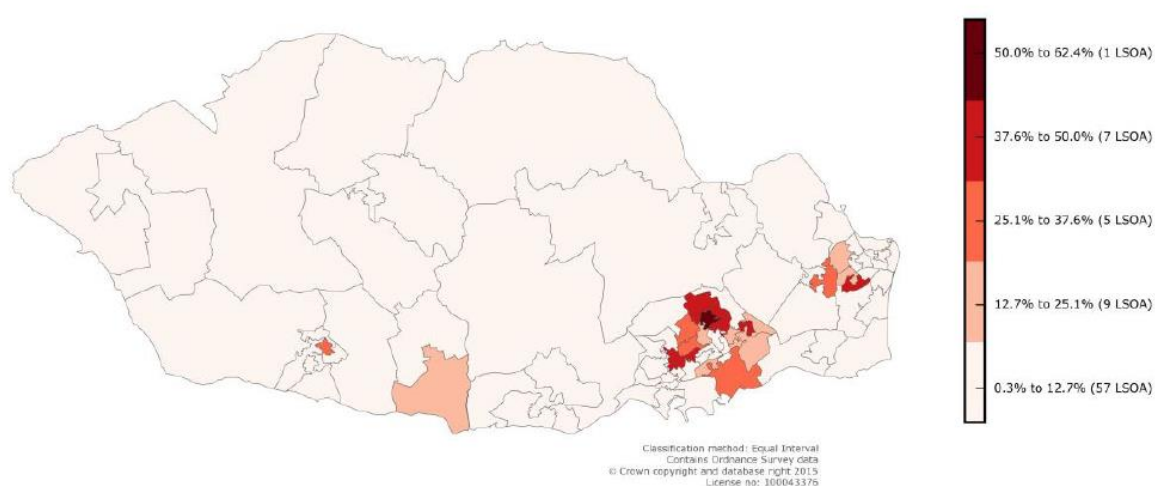 50.0% to 62.4% (1 LSOA)
37.6% to 50.0% (7 LSOA)
25.1% to 37.6% (5 LSOA)
12.7% to 25.1% (9 LSOA)
0.3% to 12.7% (57 LSOA)
Classification method: Equal Interval
Contains Ordnance Survey data
© Crown copyright and database right 2015
License no: 100043376